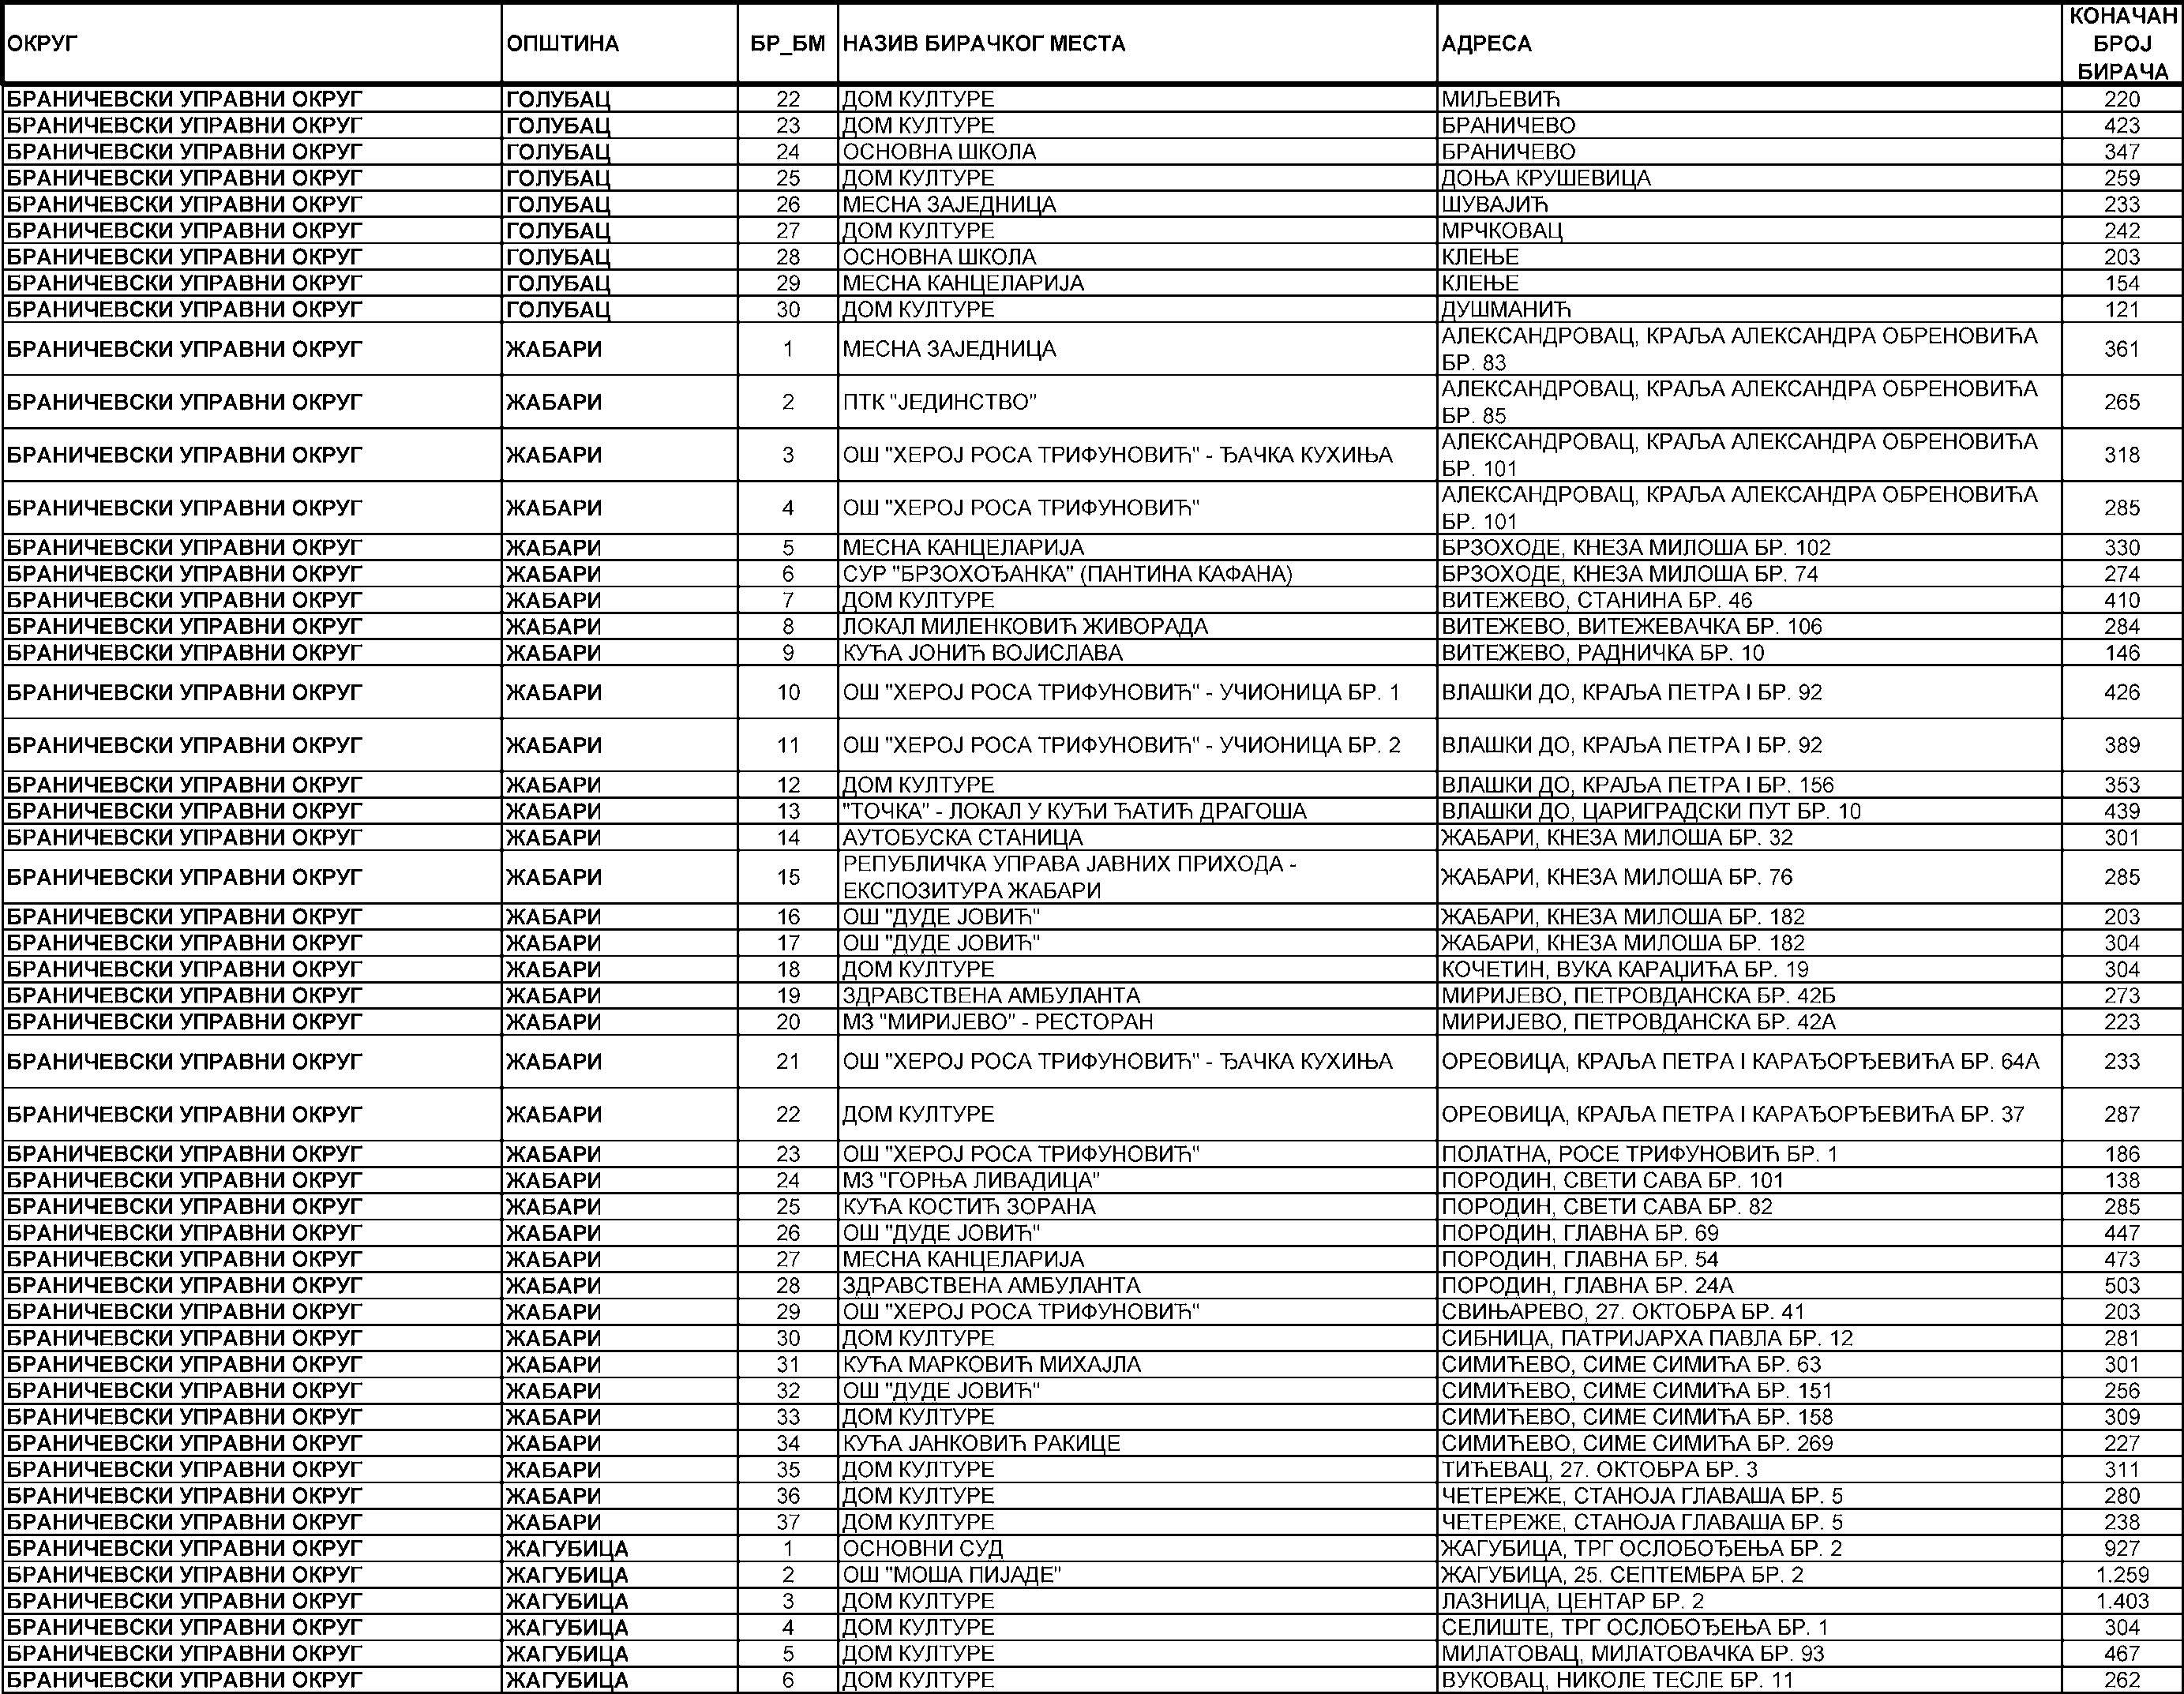 ОКРУГ ОПШТИНА БР_БМ НАЗИВ БИРАЧКОГ МЕСТА АДРЕСА КОНАЧАН БРОЈ БИРАЧА
БРАНИЧЕВСКИ УПРАВНИ ОКРУГ ГОЛУБАЦ 22 ДОМ КУЛТУРЕ МИЉЕВИЋ 220
БРАНИЧЕВСКИ УПРАВНИ ОКРУГ ГОЛУБАЦ 23 ДОМ КУЛТУРЕ БРАНИЧЕВО 423
БРАНИЧЕВСКИ УПРАВНИ ОКРУГ ГОЛУБАЦ 24 ОСНОВНА ШКОЛА БРАНИЧЕВО 347
БРАНИЧЕВСКИ УПРАВНИ ОКРУГ ГОЛУБАЦ 25 ДОМ КУЛТУРЕ ДОЊА КРУШЕВИЦА 259
БРАНИЧЕВСКИ УПРАВНИ ОКРУГ ГОЛУБАЦ 26 МЕСНА ЗАЈЕДНИЦА ШУВАЈИЋ 233
БРАНИЧЕВСКИ УПРАВНИ ОКРУГ ГОЛУБАЦ 27 ДОМ КУЛТУРЕ МРЧКОВАЦ 242
БРАНИЧЕВСКИ УПРАВНИ ОКРУГ ГОЛУБАЦ 28 ОСНОВНА ШКОЛА КЛЕЊЕ 203
БРАНИЧЕВСКИ УПРАВНИ ОКРУГ ГОЛУБАЦ 29 МЕСНА КАНЦЕЛАРИЈА КЛЕЊЕ 154
БРАНИЧЕВСКИ УПРАВНИ ОКРУГ ГОЛУБАЦ 30 ДОМ КУЛТУРЕ ДУШМАНИЋ 121
БРАНИЧЕВСКИ УПРАВНИ ОКРУГ ЖАБАРИ 1 МЕСНА ЗАЈЕДНИЦА АЛЕКСАНДРОВАЦ, КРАЉА АЛЕКСАНДРА ОБРЕНОВИЋА БР. 83 361
БРАНИЧЕВСКИ УПРАВНИ ОКРУГ ЖАБАРИ 2 ПТК "ЈЕДИНСТВО" АЛЕКСАНДРОВАЦ, КРАЉА АЛЕКСАНДРА ОБРЕНОВИЋА БР. 85 265
БРАНИЧЕВСКИ УПРАВНИ ОКРУГ ЖАБАРИ 3 ОШ "ХЕРОЈ РОСА ТРИФУНОВИЋ" - ЂАЧКА КУХИЊА АЛЕКСАНДРОВАЦ, КРАЉА АЛЕКСАНДРА ОБРЕНОВИЋА БР. 101 318
БРАНИЧЕВСКИ УПРАВНИ ОКРУГ ЖАБАРИ 4 ОШ "ХЕРОЈ РОСА ТРИФУНОВИЋ" АЛЕКСАНДРОВАЦ, КРАЉА АЛЕКСАНДРА ОБРЕНОВИЋА БР. 101 285
БРАНИЧЕВСКИ УПРАВНИ ОКРУГ ЖАБАРИ 5 МЕСНА КАНЦЕЛАРИЈА БРЗОХОДЕ, КНЕЗА МИЛОША БР. 102 330
БРАНИЧЕВСКИ УПРАВНИ ОКРУГ ЖАБАРИ 6 СУР "БРЗОХОЂАНКА" (ПАНТИНА КАФАНА) БРЗОХОДЕ, КНЕЗА МИЛОША БР. 74 274
БРАНИЧЕВСКИ УПРАВНИ ОКРУГ ЖАБАРИ 7 ДОМ КУЛТУРЕ ВИТЕЖЕВО, СТАНИНА БР. 46 410
БРАНИЧЕВСКИ УПРАВНИ ОКРУГ ЖАБАРИ 8 ЛОКАЛ МИЛЕНКОВИЋ ЖИВОРАДА ВИТЕЖЕВО, ВИТЕЖЕВАЧКА БР. 106 284
БРАНИЧЕВСКИ УПРАВНИ ОКРУГ ЖАБАРИ 9 КУЋА ЈОНИЋ ВОЈИСЛАВА ВИТЕЖЕВО, РАДНИЧКА БР. 10 146
БРАНИЧЕВСКИ УПРАВНИ ОКРУГ ЖАБАРИ 10 ОШ "ХЕРОЈ РОСА ТРИФУНОВИЋ" - УЧИОНИЦА БР. 1 ВЛАШКИ ДО, КРАЉА ПЕТРА I БР. 92 426
БРАНИЧЕВСКИ УПРАВНИ ОКРУГ ЖАБАРИ 11 ОШ "ХЕРОЈ РОСА ТРИФУНОВИЋ" - УЧИОНИЦА БР. 2 ВЛАШКИ ДО, КРАЉА ПЕТРА I БР. 92 389
БРАНИЧЕВСКИ УПРАВНИ ОКРУГ ЖАБАРИ 12 ДОМ КУЛТУРЕ ВЛАШКИ ДО, КРАЉА ПЕТРА I БР. 156 353
БРАНИЧЕВСКИ УПРАВНИ ОКРУГ ЖАБАРИ 13 "ТОЧКА" - ЛОКАЛ У КУЋИ ЋАТИЋ ДРАГОША ВЛАШКИ ДО, ЦАРИГРАДСКИ ПУТ БР. 10 439
БРАНИЧЕВСКИ УПРАВНИ ОКРУГ ЖАБАРИ 14 АУТОБУСКА СТАНИЦА ЖАБАРИ, КНЕЗА МИЛОША БР. 32 301
БРАНИЧЕВСКИ УПРАВНИ ОКРУГ ЖАБАРИ 15 РЕПУБЛИЧКА УПРАВА ЈАВНИХ ПРИХОДА - ЕКСПОЗИТУРА ЖАБАРИ ЖАБАРИ, КНЕЗА МИЛОША БР. 76 285
БРАНИЧЕВСКИ УПРАВНИ ОКРУГ ЖАБАРИ 16 ОШ "ДУДЕ ЈОВИЋ" ЖАБАРИ, КНЕЗА МИЛОША БР. 182 203
БРАНИЧЕВСКИ УПРАВНИ ОКРУГ ЖАБАРИ 17 ОШ "ДУДЕ ЈОВИЋ" ЖАБАРИ, КНЕЗА МИЛОША БР. 182 304
БРАНИЧЕВСКИ УПРАВНИ ОКРУГ ЖАБАРИ 18 ДОМ КУЛТУРЕ КОЧЕТИН, ВУКА КАРАЏИЋА БР. 19 304
БРАНИЧЕВСКИ УПРАВНИ ОКРУГ ЖАБАРИ 19 ЗДРАВСТВЕНА АМБУЛАНТА МИРИЈЕВО, ПЕТРОВДАНСКА БР. 42Б 273
БРАНИЧЕВСКИ УПРАВНИ ОКРУГ ЖАБАРИ 20 МЗ "МИРИЈЕВО" - РЕСТОРАН МИРИЈЕВО, ПЕТРОВДАНСКА БР. 42А 223
БРАНИЧЕВСКИ УПРАВНИ ОКРУГ ЖАБАРИ 21 ОШ "ХЕРОЈ РОСА ТРИФУНОВИЋ" - ЂАЧКА КУХИЊА ОРЕОВИЦА, КРАЉА ПЕТРА I КАРАЂОРЂЕВИЋА БР. 64А 233
БРАНИЧЕВСКИ УПРАВНИ ОКРУГ ЖАБАРИ 22 ДОМ КУЛТУРЕ ОРЕОВИЦА, КРАЉА ПЕТРА I КАРАЂОРЂЕВИЋА БР. 37 287
БРАНИЧЕВСКИ УПРАВНИ ОКРУГ ЖАБАРИ 23 ОШ "ХЕРОЈ РОСА ТРИФУНОВИЋ" ПОЛАТНА, РОСЕ ТРИФУНОВИЋ БР. 1 186
БРАНИЧЕВСКИ УПРАВНИ ОКРУГ ЖАБАРИ 24 МЗ "ГОРЊА ЛИВАДИЦА" ПОРОДИН, СВЕТИ САВА БР. 101 138
БРАНИЧЕВСКИ УПРАВНИ ОКРУГ ЖАБАРИ 25 КУЋА КОСТИЋ ЗОРАНА ПОРОДИН, СВЕТИ САВА БР. 82 285
БРАНИЧЕВСКИ УПРАВНИ ОКРУГ ЖАБАРИ 26 ОШ "ДУДЕ ЈОВИЋ" ПОРОДИН, ГЛАВНА БР. 69 447
БРАНИЧЕВСКИ УПРАВНИ ОКРУГ ЖАБАРИ 27 МЕСНА КАНЦЕЛАРИЈА ПОРОДИН, ГЛАВНА БР. 54 473
БРАНИЧЕВСКИ УПРАВНИ ОКРУГ ЖАБАРИ 28 ЗДРАВСТВЕНА АМБУЛАНТА ПОРОДИН, ГЛАВНА БР. 24А 503
БРАНИЧЕВСКИ УПРАВНИ ОКРУГ ЖАБАРИ 29 ОШ "ХЕРОЈ РОСА ТРИФУНОВИЋ" СВИЊАРЕВО, 27. ОКТОБРА БР. 41 203
БРАНИЧЕВСКИ УПРАВНИ ОКРУГ ЖАБАРИ 30 ДОМ КУЛТУРЕ СИБНИЦА, ПАТРИЈАРХА ПАВЛА БР. 12 281
БРАНИЧЕВСКИ УПРАВНИ ОКРУГ ЖАБАРИ 31 КУЋА МАРКОВИЋ МИХАЈЛА СИМИЋЕВО, СИМЕ СИМИЋА БР. 63 301
БРАНИЧЕВСКИ УПРАВНИ ОКРУГ ЖАБАРИ 32 ОШ "ДУДЕ ЈОВИЋ" СИМИЋЕВО, СИМЕ СИМИЋА БР. 151 256
БРАНИЧЕВСКИ УПРАВНИ ОКРУГ ЖАБАРИ 33 ДОМ КУЛТУРЕ СИМИЋЕВО, СИМЕ СИМИЋА БР. 158 309
БРАНИЧЕВСКИ УПРАВНИ ОКРУГ ЖАБАРИ 34 КУЋА ЈАНКОВИЋ РАКИЦЕ СИМИЋЕВО, СИМЕ СИМИЋА БР. 269 227
БРАНИЧЕВСКИ УПРАВНИ ОКРУГ ЖАБАРИ 35 ДОМ КУЛТУРЕ ТИЋЕВАЦ, 27. ОКТОБРА БР. 3 311
БРАНИЧЕВСКИ УПРАВНИ ОКРУГ ЖАБАРИ 36 ДОМ КУЛТУРЕ ЧЕТЕРЕЖЕ, СТАНОЈА ГЛАВАША БР. 5 280
БРАНИЧЕВСКИ УПРАВНИ ОКРУГ ЖАБАРИ 37 ДОМ КУЛТУРЕ ЧЕТЕРЕЖЕ, СТАНОЈА ГЛАВАША БР. 5 238
БРАНИЧЕВСКИ УПРАВНИ ОКРУГ ЖАГУБИЦА 1 ОСНОВНИ СУД ЖАГУБИЦА, ТРГ ОСЛОБОЂЕЊА БР. 2 927
БРАНИЧЕВСКИ УПРАВНИ ОКРУГ ЖАГУБИЦА 2 ОШ "МОША ПИЈАДЕ" ЖАГУБИЦА, 25. СЕПТЕМБРА БР. 2 1.259
БРАНИЧЕВСКИ УПРАВНИ ОКРУГ ЖАГУБИЦА 3 ДОМ КУЛТУРЕ ЛАЗНИЦА, ЦЕНТАР БР. 2 1.403
БРАНИЧЕВСКИ УПРАВНИ ОКРУГ ЖАГУБИЦА 4 ДОМ КУЛТУРЕ СЕЛИШТЕ, ТРГ ОСЛОБОЂЕЊА БР. 1 304
БРАНИЧЕВСКИ УПРАВНИ ОКРУГ ЖАГУБИЦА 5 ДОМ КУЛТУРЕ МИЛАТОВАЦ, МИЛАТОВАЧКА БР. 93 467
БРАНИЧЕВСКИ УПРАВНИ ОКРУГ ЖАГУБИЦА 6 ДОМ КУЛТУРЕ ВУКОВАЦ, НИКОЛЕ ТЕСЛЕ БР. 11 262